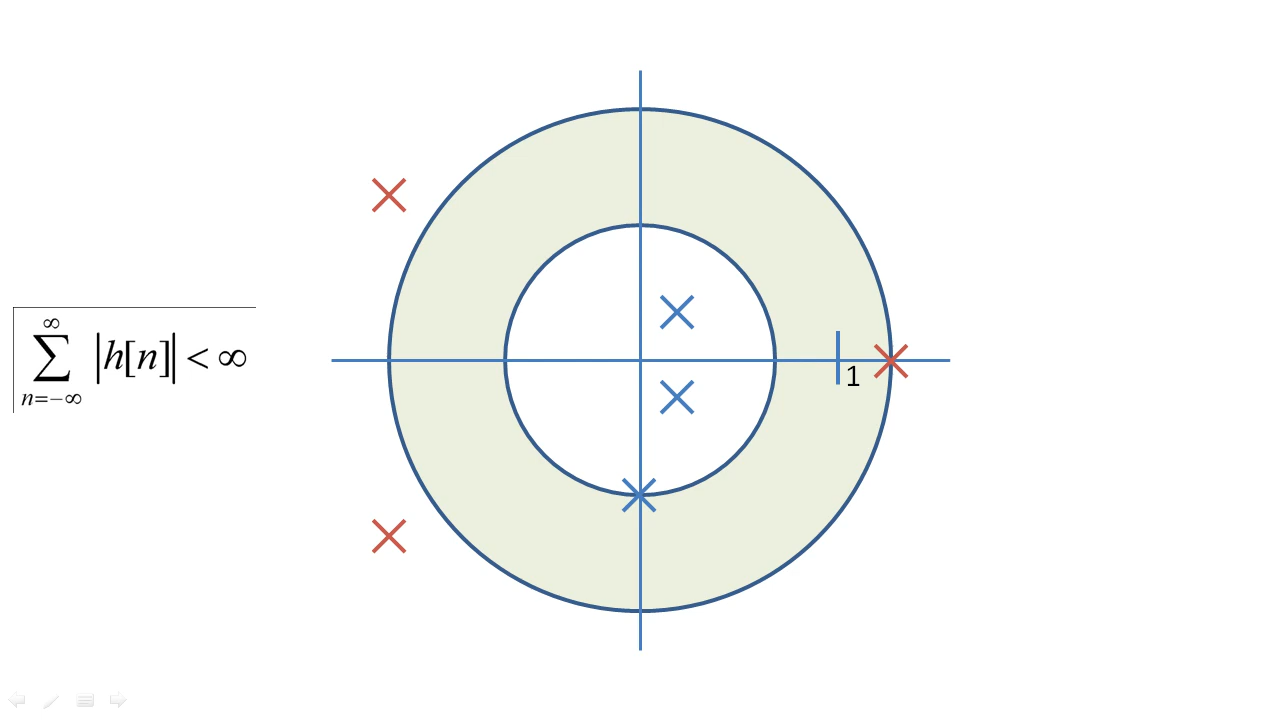 ∞
∑ |h[n]| < ∞
n=−∞
1